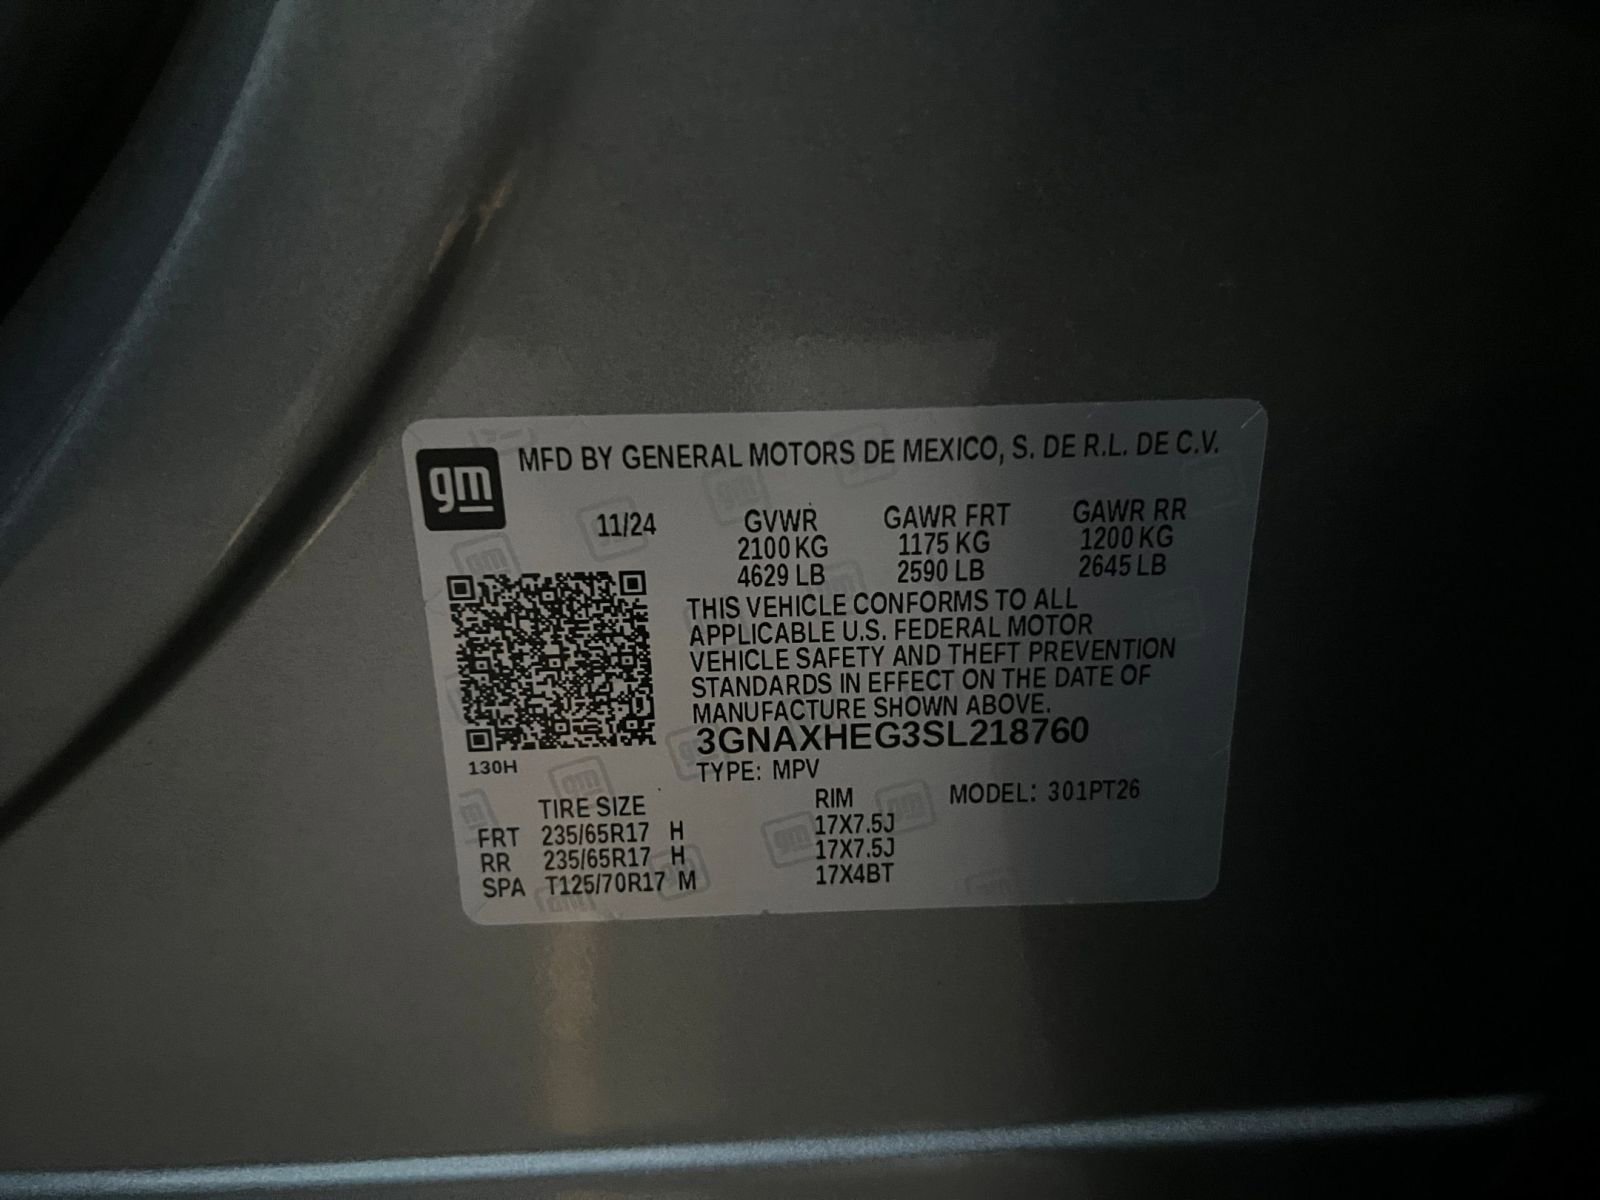 gm
MFD BY GENERAL MOTORS DE MEXICO, S. DE R.L. DE C.V.
11/24 GVWR GAWR FRT GAWR RR
2100 KG 1175 KG 1200 KG
4629 LB 2590 LB 2645 LB
THIS VEHICLE CONFORMS TO ALL
APPLICABLE U.S. FEDERAL MOTOR
VEHICLE SAFETY AND THEFT PREVENTION
STANDARDS IN EFFECT ON THE DATE OF
MANUFACTURE SHOWN ABOVE.
3GNAXHEG3SL218760
130H
TYPE: MPV
TIRE SIZE RIM MODEL: 301PT26
FRT 235/65R17 H 17X7.5J
RR 235/65R17 H 17X7.5J
SPA T125/70R17 M 17X4BT